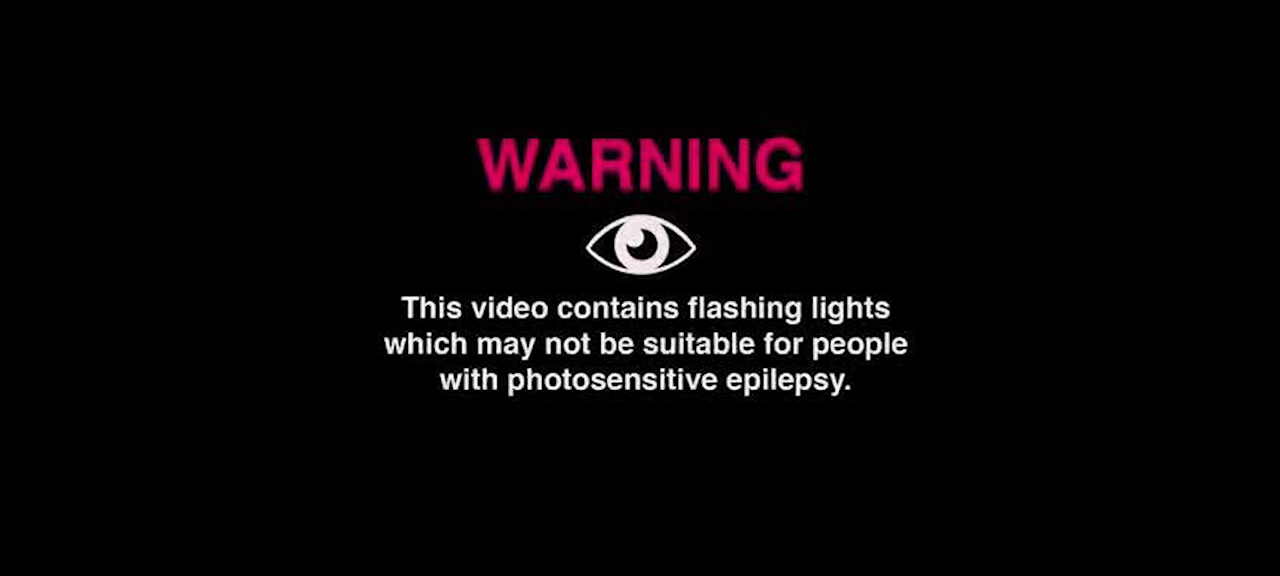 WARNING
This video contains flashing lights
which may not be suitable for people
with photosensitive epilepsy.